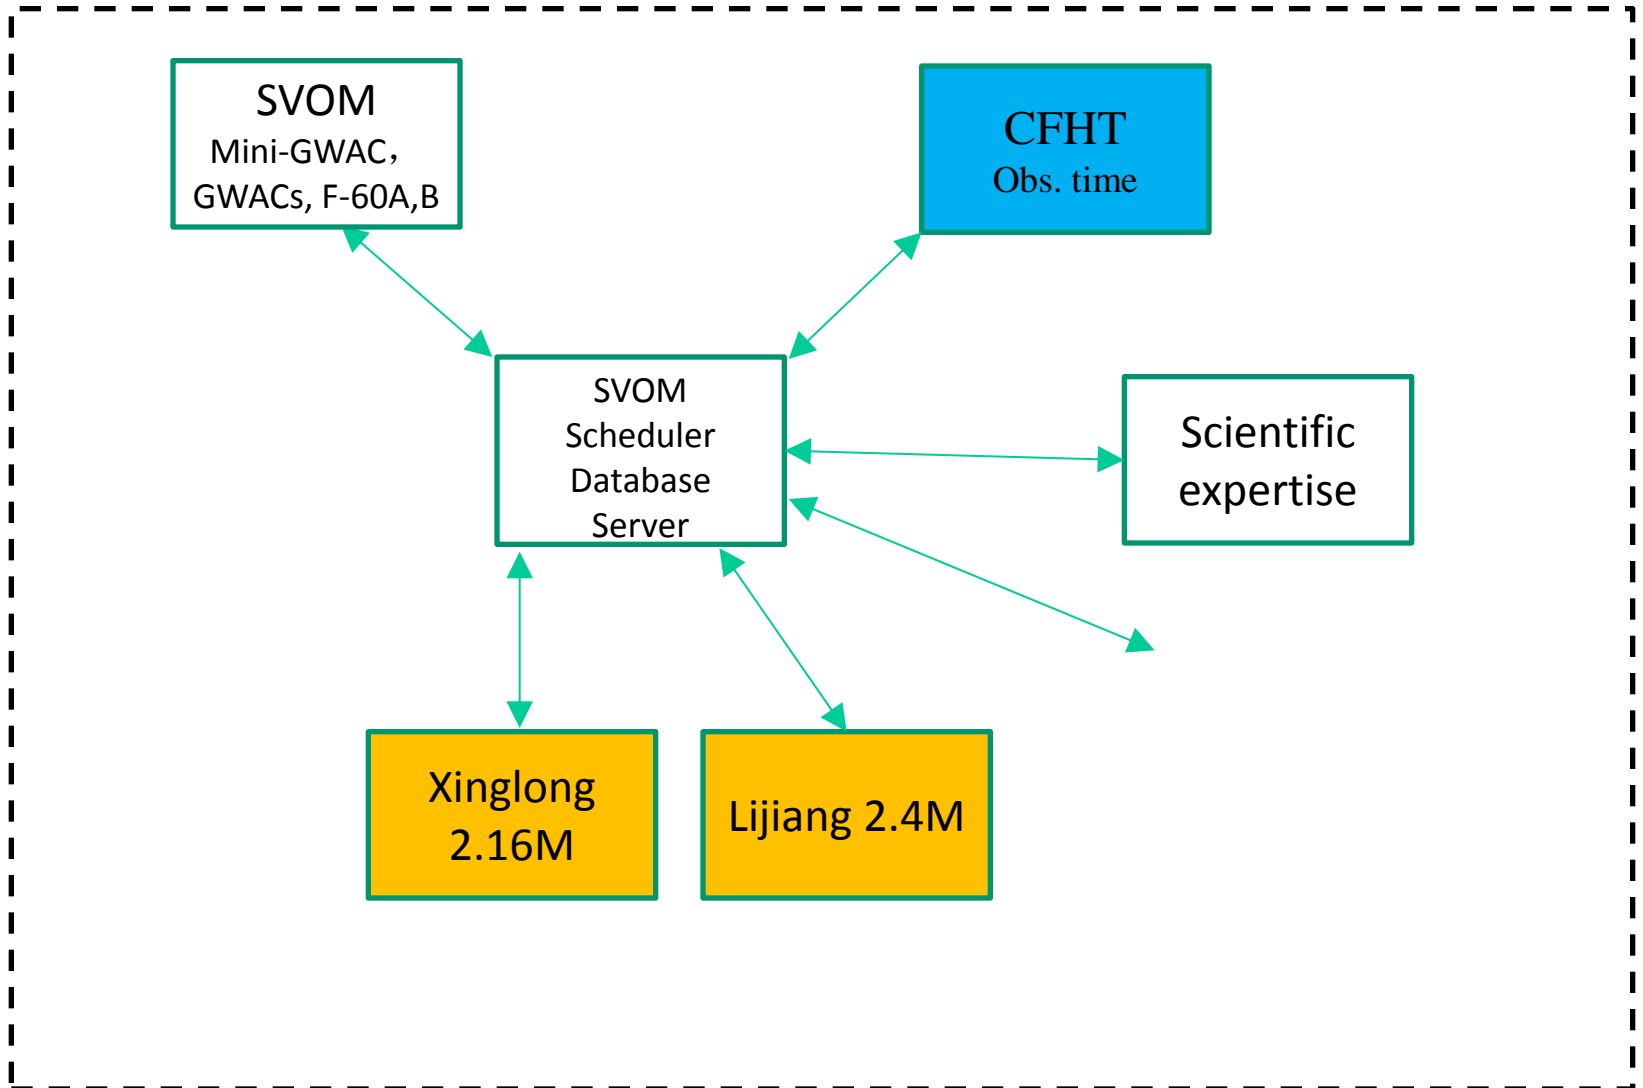 SVOM
Mini-GWAC，
GWACs, F-60A,B
CFHT
Obs. time
SVOM
Scheduler
Database
Server
Scientific
expertise
Xinglong
2.16M
Lijiang 2.4M